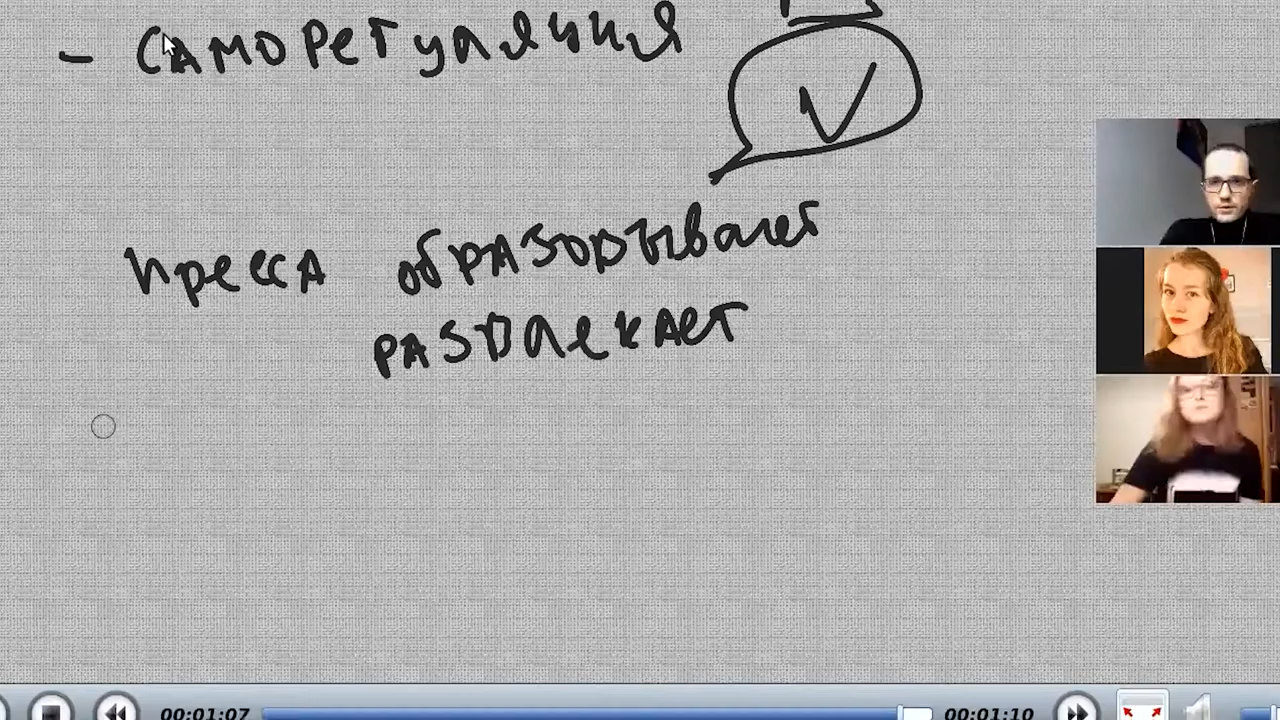 - Саморегуляция
пресса образовывает
развлекает
00:01:07 00:01:10